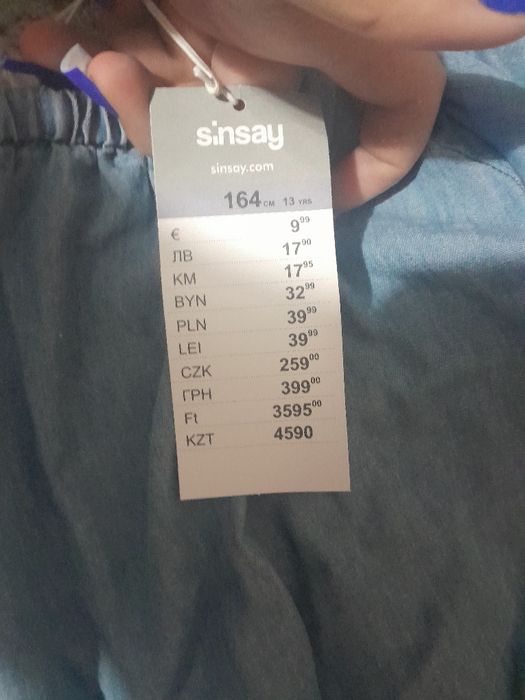 sinsay
sinsay.com
164 CM 13 YRS
€ 9⁹⁹
ЛВ 17⁹⁰
KM 17⁹⁵
BYN 32⁹⁹
PLN 39⁹⁹
LEI 39⁹⁹
CZK 259⁰⁰
ГРН 399⁰⁰
Ft 3595⁰⁰
KZT 4590